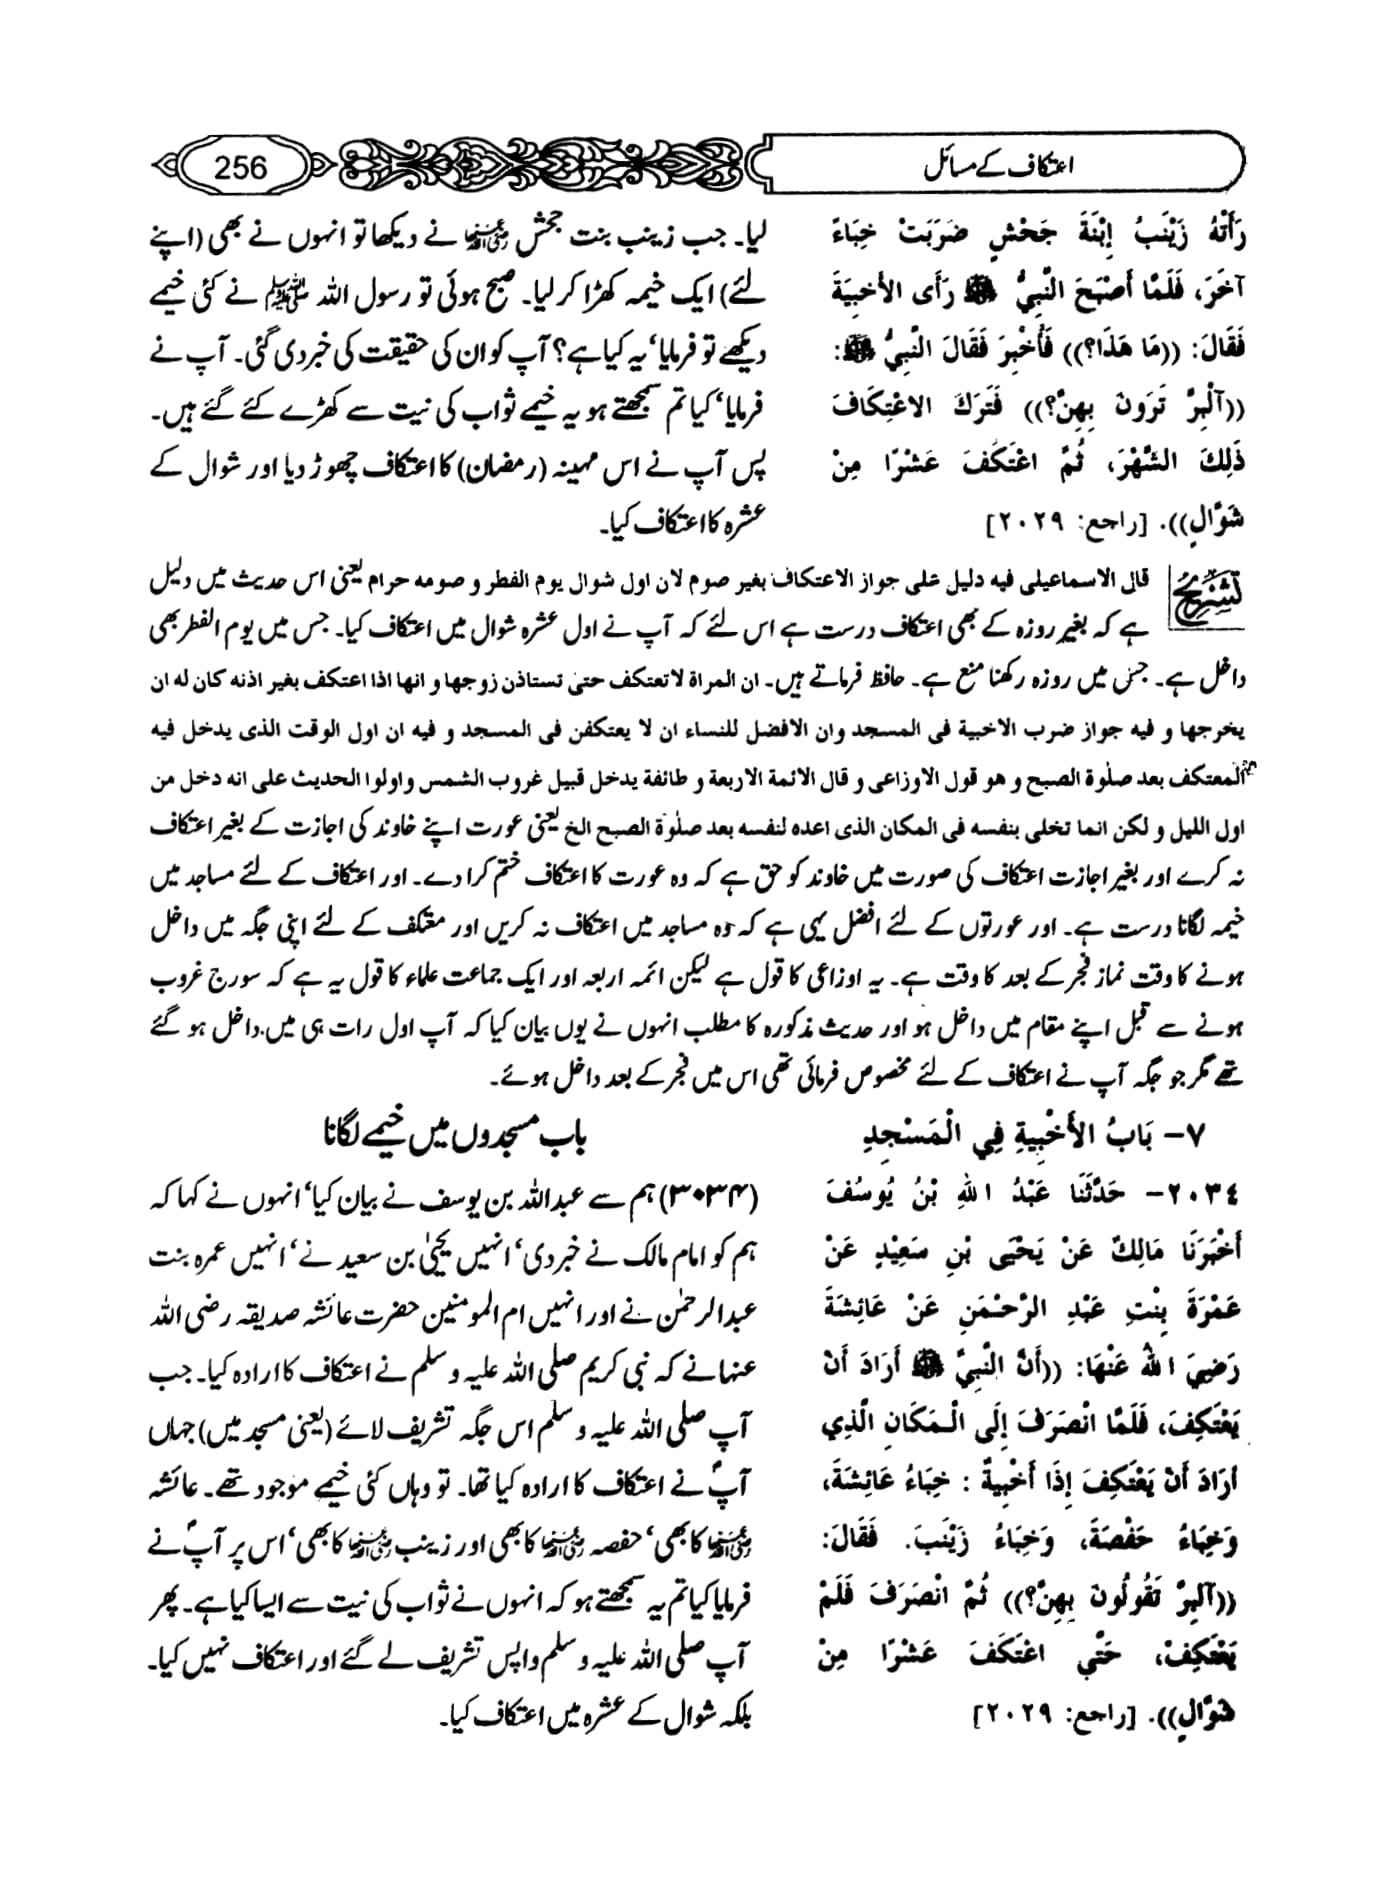 اعتکاف کے مسائل
256
رَأَتْهُ زَيْنَبُ اِبْنَةَ جَحْشٍ ضَرَبَتْ خِبَاءً
آخَرَ، فَلَمَّا أَصْبَحَ النَّبِيُّ ﷺ رَأَى الأَخْبِيَةَ
فَقَالَ: ((مَا هَذَا؟)) فَأُخْبِرَ فَقَالَ النَّبِيُّ ﷺ:
((آلْبِرَّ تَرَونَ بِهِنَّ؟)) فَتَرَكَ الاعْتِكَافَ
ذَلِكَ الشَّهْرَ، ثُمَّ اعْتَكَفَ عَشْرًا مِنْ
شَوَّالٍ)). [راجع: ٢٠٢٩]
لیا۔ جب زینب بنت جحش رضی اللہ عنہا نے دیکھا تو انہوں نے بھی (اپنے
لئے) ایک خیمہ کھڑا کر لیا۔ صبح ہوئی تو رسول اللہ ﷺ نے کئی خیمے
دیکھے تو فرمایا‘ یہ کیا ہے؟ آپ کو ان کی حقیقت کی خبر دی گئی۔ آپ نے
فرمایا‘ کیا تم سمجھتے ہو یہ خیمے ثواب کی نیت سے کھڑے کئے گئے ہیں۔
پس آپ نے اس مہینہ (رمضان) کا اعتکاف چھوڑ دیا اور شوال کے
عشرہ کا اعتکاف کیا۔
تشریح قال الاسماعیلی فیه دلیل علی جواز الاعتکاف بغیر صوم لان اول شوال یوم الفطر و صومه حرام یعنی اس حدیث میں دلیل
ہے کہ بغیر روزہ کے بھی اعتکاف درست ہے اس لئے کہ آپ نے اول عشرہ شوال میں اعتکاف کیا۔ جس میں یوم الفطر بھی
داخل ہے۔ جس میں روزہ رکھنا منع ہے۔ حافظ فرماتے ہیں۔ ان المراة لا تعتکف حتی تستاذن زوجها و انها اذا اعتکف بغیر اذنه کان له ان
یخرجها و فیه جواز ضرب الاخبیة فی المسجد وان الافضل للنساء ان لا یعتکفن فی المسجد و فیه ان اول الوقت الذی یدخل فیه
المعتکف بعد صلٰوة الصبح و هو قول الاوزاعی و قال الائمة الاربعة و طائفة یدخل قبیل غروب الشمس واولوا الحدیث علی انه دخل من
اول اللیل و لکن انما تخلی بنفسه فی المکان الذی اعده لنفسه بعد صلٰوة الصبح الخ یعنی عورت اپنے خاوند کی اجازت کے بغیر اعتکاف
نہ کرے اور بغیر اجازت اعتکاف کی صورت میں خاوند کو حق ہے کہ وہ عورت کا اعتکاف ختم کرا دے۔ اور اعتکاف کے لئے مساجد میں
خیمہ لگانا درست ہے۔ اور عورتوں کے لئے افضل یہی ہے کہ وہ مساجد میں اعتکاف نہ کریں اور معتکف کے لئے اپنی جگہ میں داخل
ہونے کا وقت نماز فجر کے بعد کا وقت ہے۔ یہ اوزاعی کا قول ہے لیکن ائمہ اربعہ اور ایک جماعت علماء کا قول یہ ہے کہ سورج غروب
ہونے سے قبل اپنے مقام میں داخل ہو اور حدیث مذکورہ کا مطلب انہوں نے یوں بیان کیا کہ آپ اول رات ہی میں داخل ہو گئے
تھے مگر جو جگہ آپ نے اعتکاف کے لئے مخصوص فرمائی تھی اس میں فجر کے بعد داخل ہوئے۔
٧- بَابُ الأَخْبِيةِ فِي الْمَسْجِدِ
باب مسجدوں میں خیمے لگانا
٢٠٣٤- حَدَّثَنَا عَبْدُ اللهِ بْنُ يُوسُفَ
أَخْبَرَنَا مَالِكٌ عَنْ يَحْيَى بْنِ سَعِيْدٍ عَنْ
عَمْرَةَ بِنْتِ عَبْدِ الرَّحْمَنِ عَنْ عَائِشَةَ
رَضِيَ اللهُ عَنْهَا: ((أَنَّ النَّبِيَّ ﷺ أَرَادَ أَنْ
يَعْتَكِفَ، فَلَمَّا انْصَرَفَ إِلَى الْمَكَانِ الَّذِي
أَرَادَ أَنْ يَعْتَكِفَ إِذَا أَخْبِيةٌ : خِبَاءُ عَائِشَةَ،
وَخِبَاءُ حَفْصَةَ، وَخِبَاءُ زَيْنَبَ. فَقَالَ:
((آلبِرَّ تَقُولُونَ بِهِنَّ؟)) ثُمَّ انْصَرَفَ فَلَمْ
يَعْتَكِفْ، حَتَّى اعْتَكَفَ عَشْرًا مِنْ
شَوَّالٍ)). [راجع: ٢٠٢٩]
(۳۰۳۴) ہم سے عبداللہ بن یوسف نے بیان کیا‘ انہوں نے کہا کہ
ہم کو امام مالک نے خبر دی‘ انہیں یحییٰ بن سعید نے‘ انہیں عمرہ بنت
عبدالرحمٰن نے اور انہیں ام المومنین حضرت عائشہ صدیقہ رضی اللہ
عنہا نے کہ نبی کریم صلی اللہ علیہ و سلم نے اعتکاف کا ارادہ کیا۔ جب
آپ صلی اللہ علیہ و سلم اس جگہ تشریف لائے (یعنی مسجد میں) جہاں
آپؐ نے اعتکاف کا ارادہ کیا تھا۔ تو وہاں کئی خیمے موجود تھے۔ عائشہ
رضی اللہ عنہا کا بھی‘ حفصہ رضی اللہ عنہا کا بھی اور زینب رضی اللہ عنہا کا بھی‘ اس پر آپؐ نے
فرمایا کیا تم یہ سمجھتے ہو کہ انہوں نے ثواب کی نیت سے ایسا کیا ہے۔ پھر
آپ صلی اللہ علیہ و سلم واپس تشریف لے گئے اور اعتکاف نہیں کیا۔
بلکہ شوال کے عشرہ میں اعتکاف کیا۔